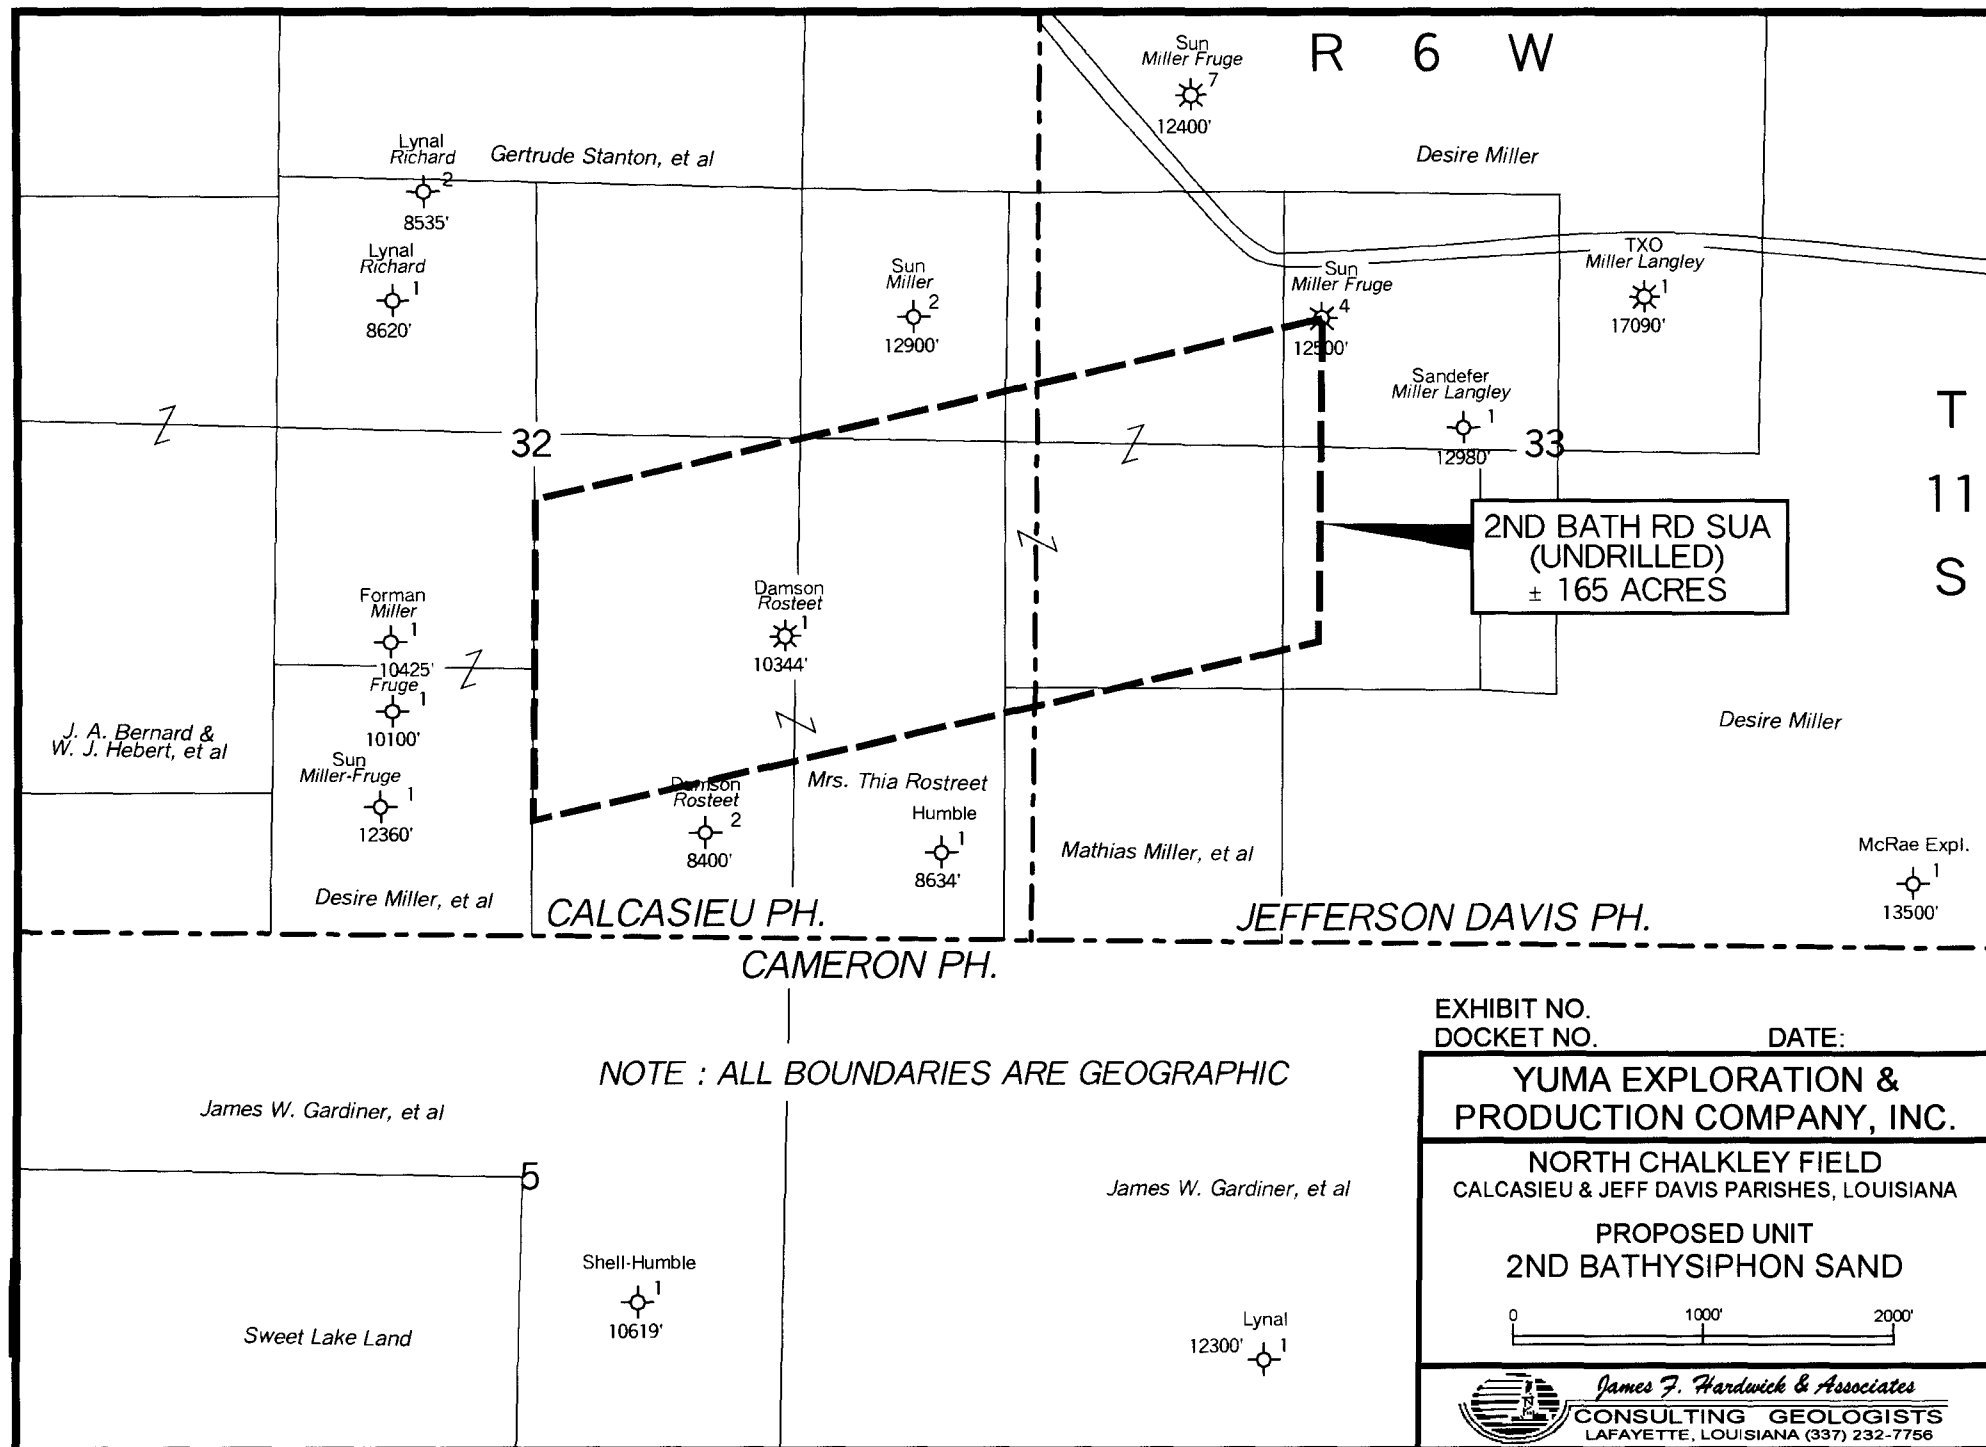 R 6 W
Sun
Miller Fruge
7
12400'
Lynal
Richard
2
8535'
Gertrude Stanton, et al
Desire Miller
Lynal
Richard
1
8620'
Sun
Miller
2
12900'
Sun
Miller Fruge
4
12500'
TXO
Miller Langley
1
17090'
Sandefer
Miller Langley
1
12980'
32
33
T
11
S
2ND BATH RD SUA
(UNDRILLED)
± 165 ACRES
Forman
Miller
1
10425'
Fruge
1
10100'
Damson
Rosteet
1
10344'
J. A. Bernard &
W. J. Hebert, et al
Sun
Miller-Fruge
1
12360'
Desire Miller
Damson
Rosteet
2
8400'
Mrs. Thia Rostreet
Humble
1
8634'
Mathias Miller, et al
McRae Expl.
1
13500'
Desire Miller, et al
CALCASIEU PH.
JEFFERSON DAVIS PH.
CAMERON PH.
NOTE : ALL BOUNDARIES ARE GEOGRAPHIC
James W. Gardiner, et al
5
James W. Gardiner, et al
Shell-Humble
1
10619'
Sweet Lake Land
Lynal
12300'
1
EXHIBIT NO.
DOCKET NO. DATE:
YUMA EXPLORATION &
PRODUCTION COMPANY, INC.
NORTH CHALKLEY FIELD
CALCASIEU & JEFF DAVIS PARISHES, LOUISIANA
PROPOSED UNIT
2ND BATHYSIPHON SAND
0 1000' 2000'
James F. Hardwick & Associates
CONSULTING GEOLOGISTS
LAFAYETTE, LOUISIANA (337) 232-7756